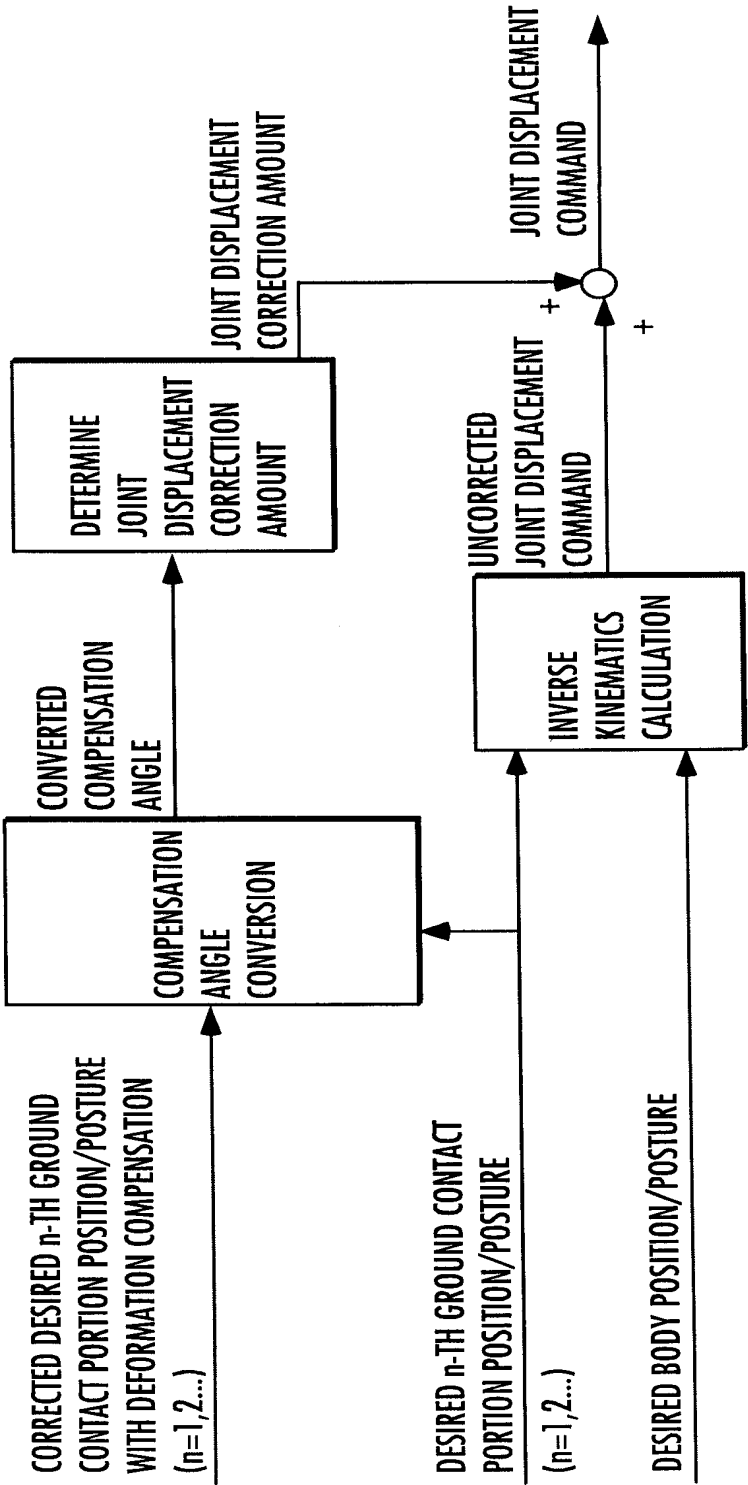 CORRECTED DESIRED n-TH GROUND
CONTACT PORTION POSITION/POSTURE
WITH DEFORMATION COMPENSATION
(n=1,2...)
COMPENSATION
ANGLE
CONVERSION
CONVERTED
COMPENSATION
ANGLE
DETERMINE
JOINT
DISPLACEMENT
CORRECTION
AMOUNT
JOINT DISPLACEMENT
CORRECTION AMOUNT
DESIRED n-TH GROUND CONTACT
PORTION POSITION/POSTURE
(n=1,2...)
DESIRED BODY POSITION/POSTURE
INVERSE
KINEMATICS
CALCULATION
UNCORRECTED
JOINT DISPLACEMENT
COMMAND
+
+
JOINT DISPLACEMENT
COMMAND